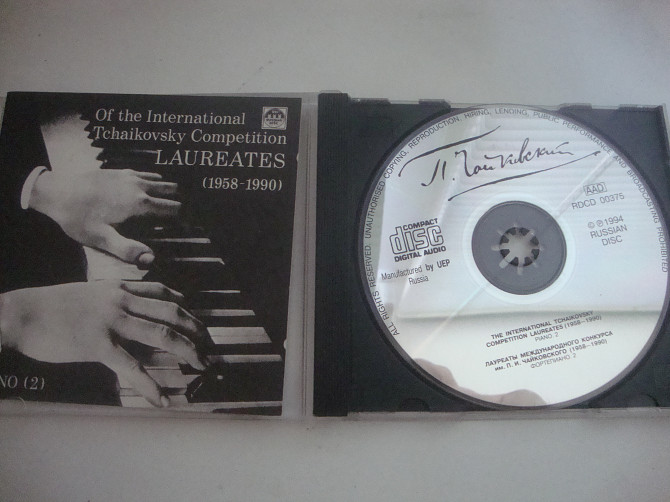 Of the International
Tchaikovsky Competition
LAUREATES
(1958-1990)
NO (2)
ALL RIGHTS RESERVED. UNAUTHORISED COPYING, REPRODUCTION, HIRING, LENDING, PUBLIC PERFORMANCE AND BROADCASTING PROHIBITED
П. Чайковский
AAD
RDCD 00375
COMPACT
disc
DIGITAL AUDIO
© ℗ 1994
RUSSIAN
DISC
Manufactured by UEP
Russia
THE INTERNATIONAL TCHAIKOVSKY
COMPETITION LAUREATES (1958—1990)
PIANO. 2
ЛАУРЕАТЫ МЕЖДУНАРОДНОГО КОНКУРСА
им. П. И. ЧАЙКОВСКОГО (1958—1990)
ФОРТЕПИАНО. 2